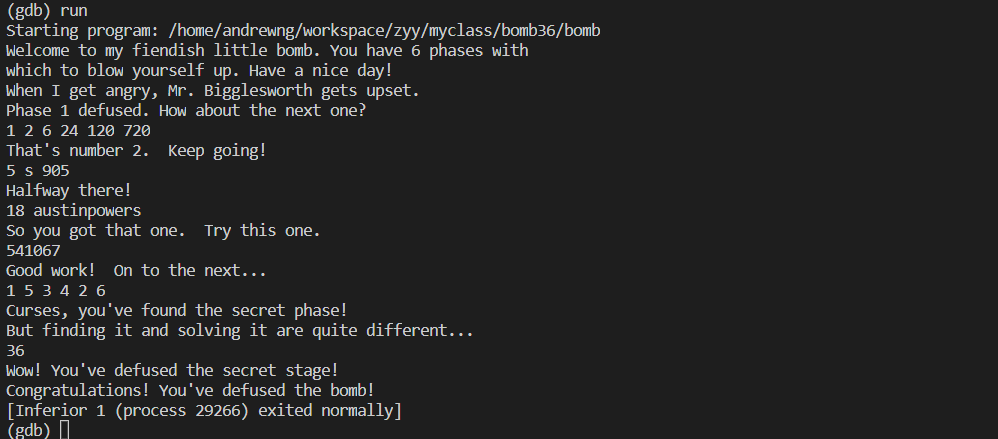 (gdb) run
Starting program: /home/andrewng/workspace/zyy/myclass/bomb36/bomb
Welcome to my fiendish little bomb. You have 6 phases with
which to blow yourself up. Have a nice day!
When I get angry, Mr. Bigglesworth gets upset.
Phase 1 defused. How about the next one?
1 2 6 24 120 720
That's number 2.  Keep going!
5 s 905
Halfway there!
18 austinpowers
So you got that one.  Try this one.
541067
Good work!  On to the next...
1 5 3 4 2 6
Curses, you've found the secret phase!
But finding it and solving it are quite different...
36
Wow! You've defused the secret stage!
Congratulations! You've defused the bomb!
[Inferior 1 (process 29266) exited normally]
(gdb)